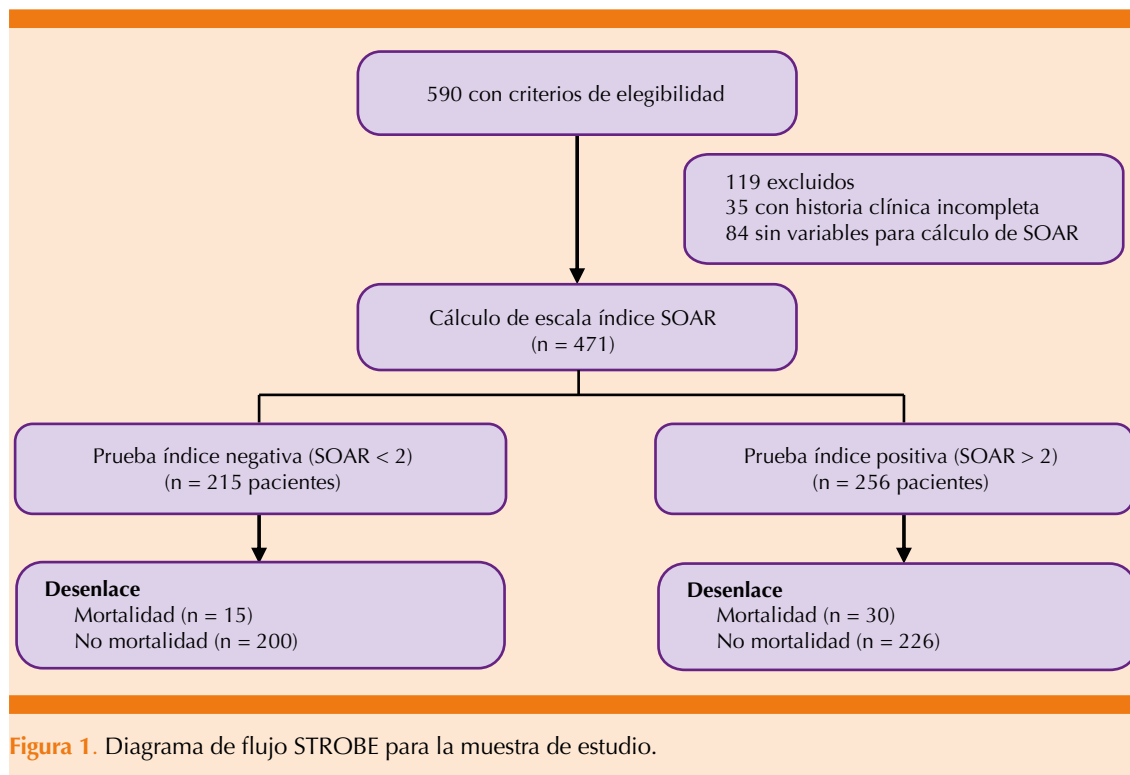 590 con criterios de elegibilidad
119 excluidos
35 con historia clínica incompleta
84 sin variables para cálculo de SOAR
Cálculo de escala índice SOAR
(n = 471)
Prueba índice negativa (SOAR < 2)
(n = 215 pacientes)
Prueba índice positiva (SOAR > 2)
(n = 256 pacientes)
Desenlace
Mortalidad (n = 15)
No mortalidad (n = 200)
Desenlace
Mortalidad (n = 30)
No mortalidad (n = 226)
Figura 1. Diagrama de flujo STROBE para la muestra de estudio.